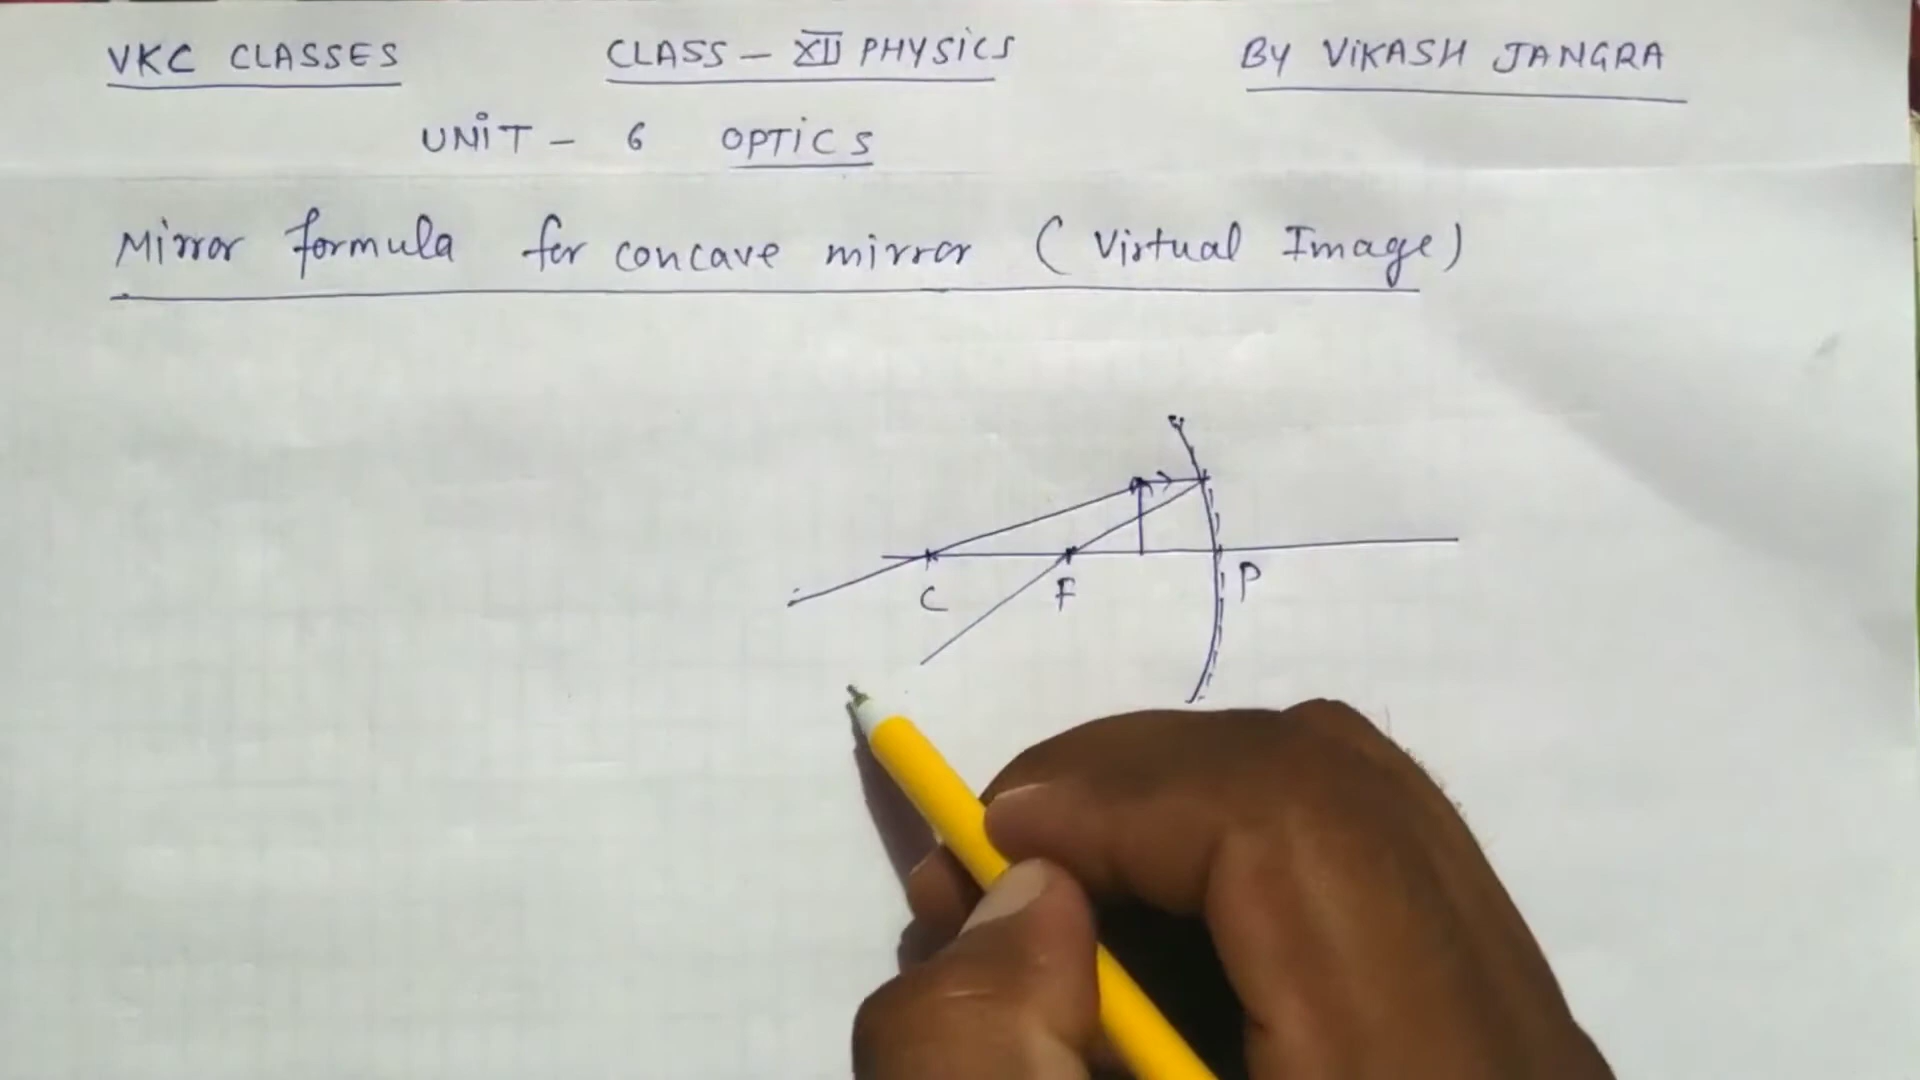 VKC CLASSES CLASS - XII PHYSICS BY VIKASH JANGRA
UNIT - 6 OPTICS
Mirror formula for concave mirror (Virtual Image)
C F P